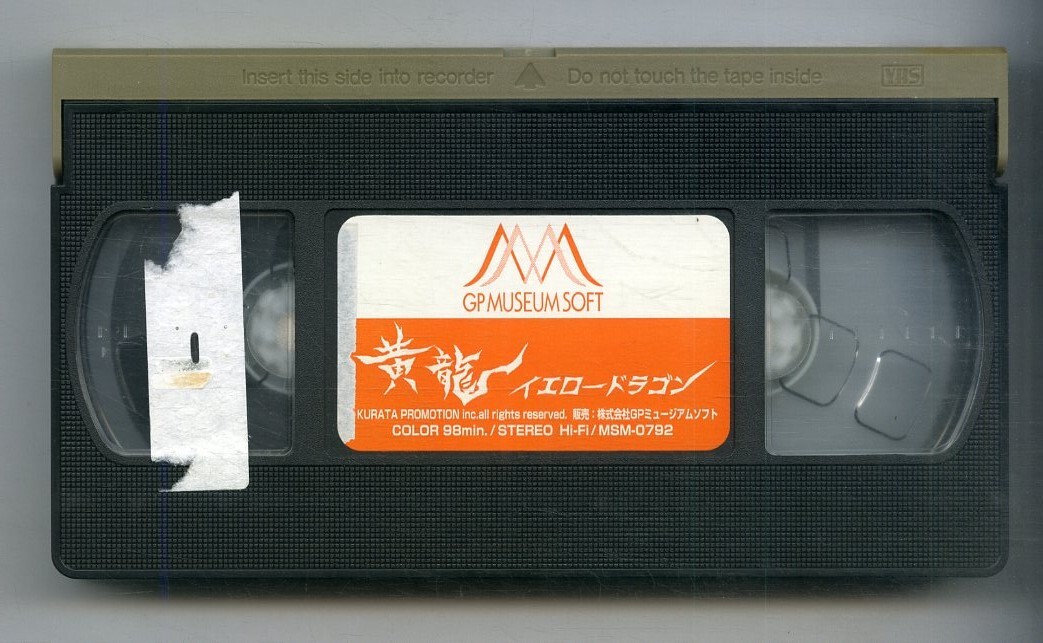 Insert this side into recorder Do not touch the tape inside VHS
GP MUSEUM SOFT
黄龍 イエロードラゴン
KURATA PROMOTION inc.all rights reserved. 販売：株式会社GPミュージアムソフト
COLOR 98min./STEREO Hi-Fi/MSM-0792